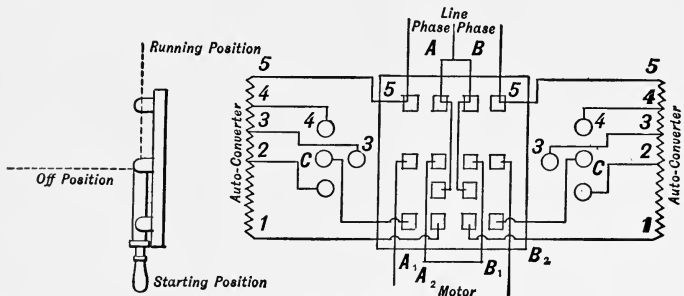 Line
Phase Phase
A B
Running Position
5
4
3
2
1
Auto-Converter
4
3
C
5
5
5
4
3
2
1
Auto-Converter
4
3
C
Off Position
Starting Position
A1 A2 B1 B2
Motor